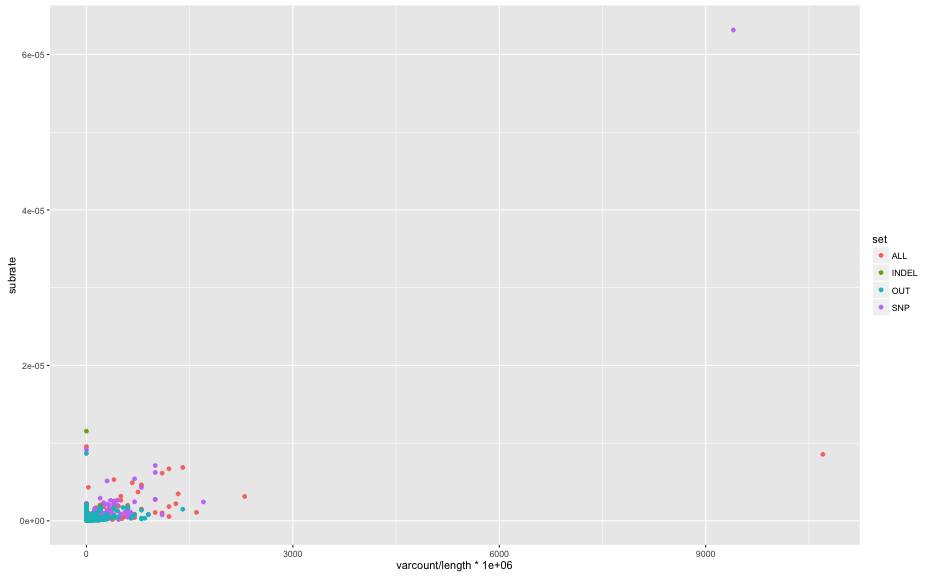 6e-05
4e-05
2e-05
0e+00
subrate
0
3000
6000
9000
varcount/length * 1e+06
set
ALL
INDEL
OUT
SNP